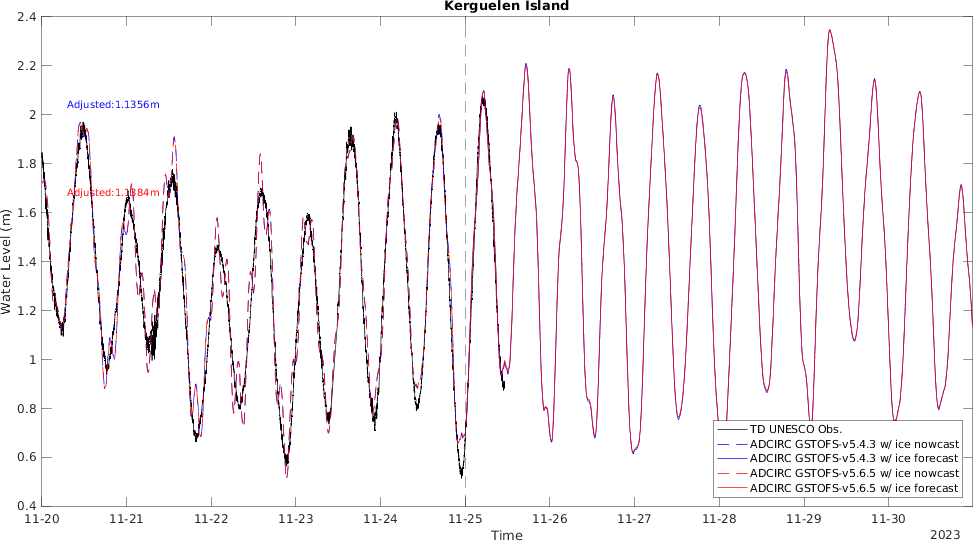 Kerguelen Island
2.4
2.2
2
1.8
1.6
1.4
1.2
1
0.8
0.6
0.4
Water Level (m)
Adjusted:1.1356m
Adjusted:1.1384m
TD UNESCO Obs.
ADCIRC GSTOFS-v5.4.3 w/ ice nowcast
ADCIRC GSTOFS-v5.4.3 w/ ice forecast
ADCIRC GSTOFS-v5.6.5 w/ ice nowcast
ADCIRC GSTOFS-v5.6.5 w/ ice forecast
11-20 11-21 11-22 11-23 11-24 11-25 11-26 11-27 11-28 11-29 11-30
Time
2023